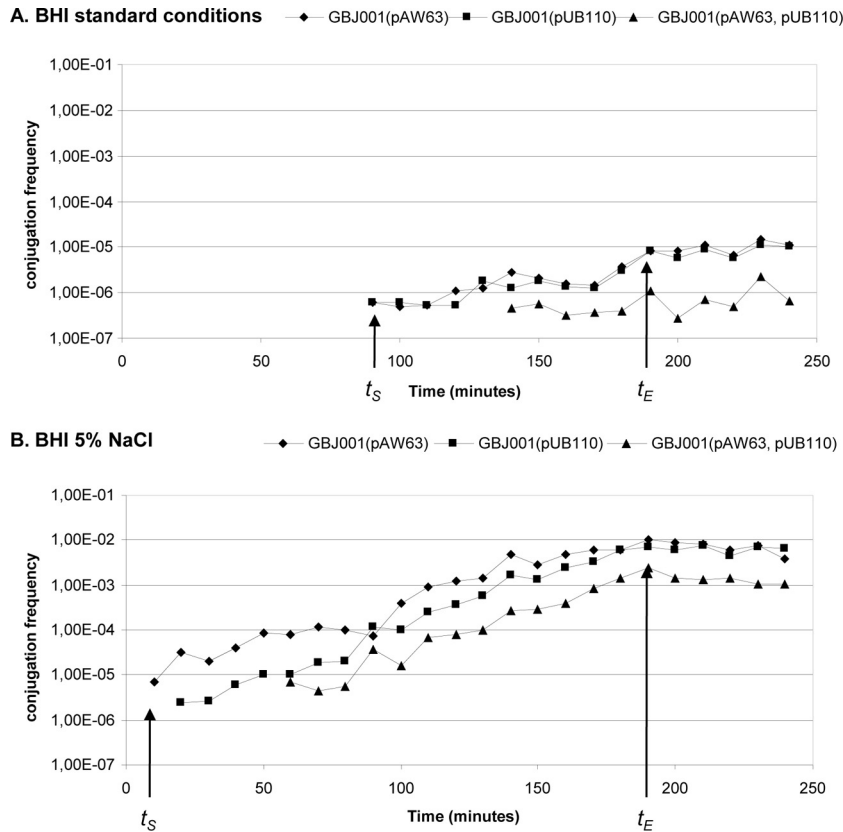 A. BHI standard conditions
GBJ001(pAW63) GBJ001(pUB110) GBJ001(pAW63, pUB110)
conjugation frequency
1,00E-01
1,00E-02
1,00E-03
1,00E-04
1,00E-05
1,00E-06
1,00E-07
0 50 100 150 200 250
tS Time (minutes) tE
B. BHI 5% NaCl
GBJ001(pAW63) GBJ001(pUB110) GBJ001(pAW63, pUB110)
conjugation frequency
1,00E-01
1,00E-02
1,00E-03
1,00E-04
1,00E-05
1,00E-06
1,00E-07
0 50 100 150 200 250
tS Time (minutes) tE